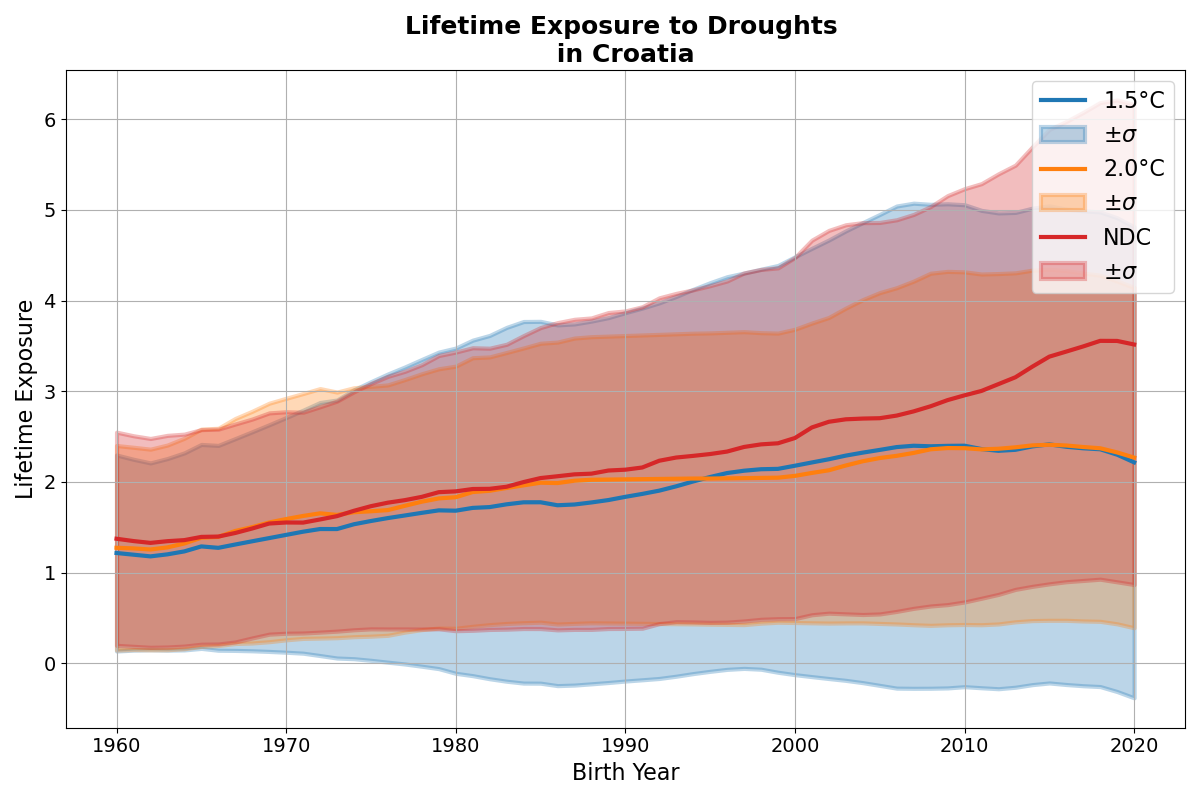 Lifetime Exposure to Droughts
in Croatia
Lifetime Exposure
6
5
4
3
2
1
0
1960 1970 1980 1990 2000 2010 2020
Birth Year
1.5°C
±σ
2.0°C
±σ
NDC
±σ